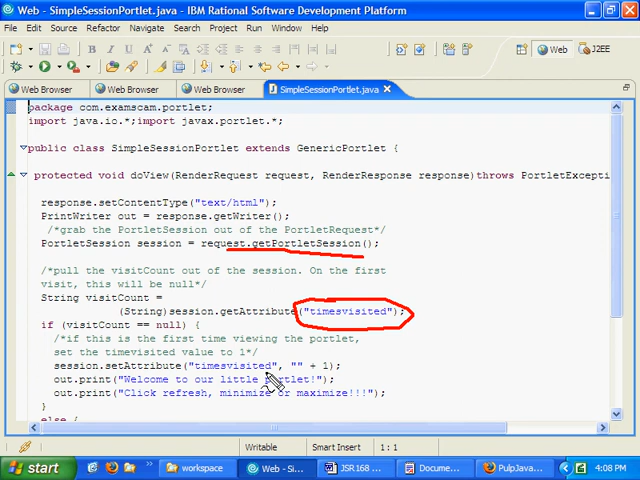 Web - SimpleSessionPortlet.java - IBM Rational Software Development Platform
File Edit Source Refactor Navigate Search Project Run Window Help
Web J2EE
Web Browser Web Browser Web Browser SimpleSessionPortlet.java
package com.examscam.portlet;
import java.io.*;import javax.portlet.*;
public class SimpleSessionPortlet extends GenericPortlet {
protected void doView(RenderRequest request, RenderResponse response)throws PortletExceptio
response.setContentType("text/html");
PrintWriter out = response.getWriter();
/*grab the PortletSession out of the PortletRequest*/
PortletSession session = request.getPortletSession();
/*pull the visitCount out of the session. On the first
visit, this will be null*/
String visitCount =
(String)session.getAttribute("timesvisited");
if (visitCount == null) {
/*if this is the first time viewing the portlet,
set the timevisited value to 1*/
session.setAttribute("timesvisited", "" + 1);
out.print("Welcome to our little portlet!");
out.print("Click refresh, minimize or maximize!!!");
}
else {
Writable Smart Insert 1 : 1
start workspace Web - Si... JSR168 ... Docume... PulpJava... 4:08 PM